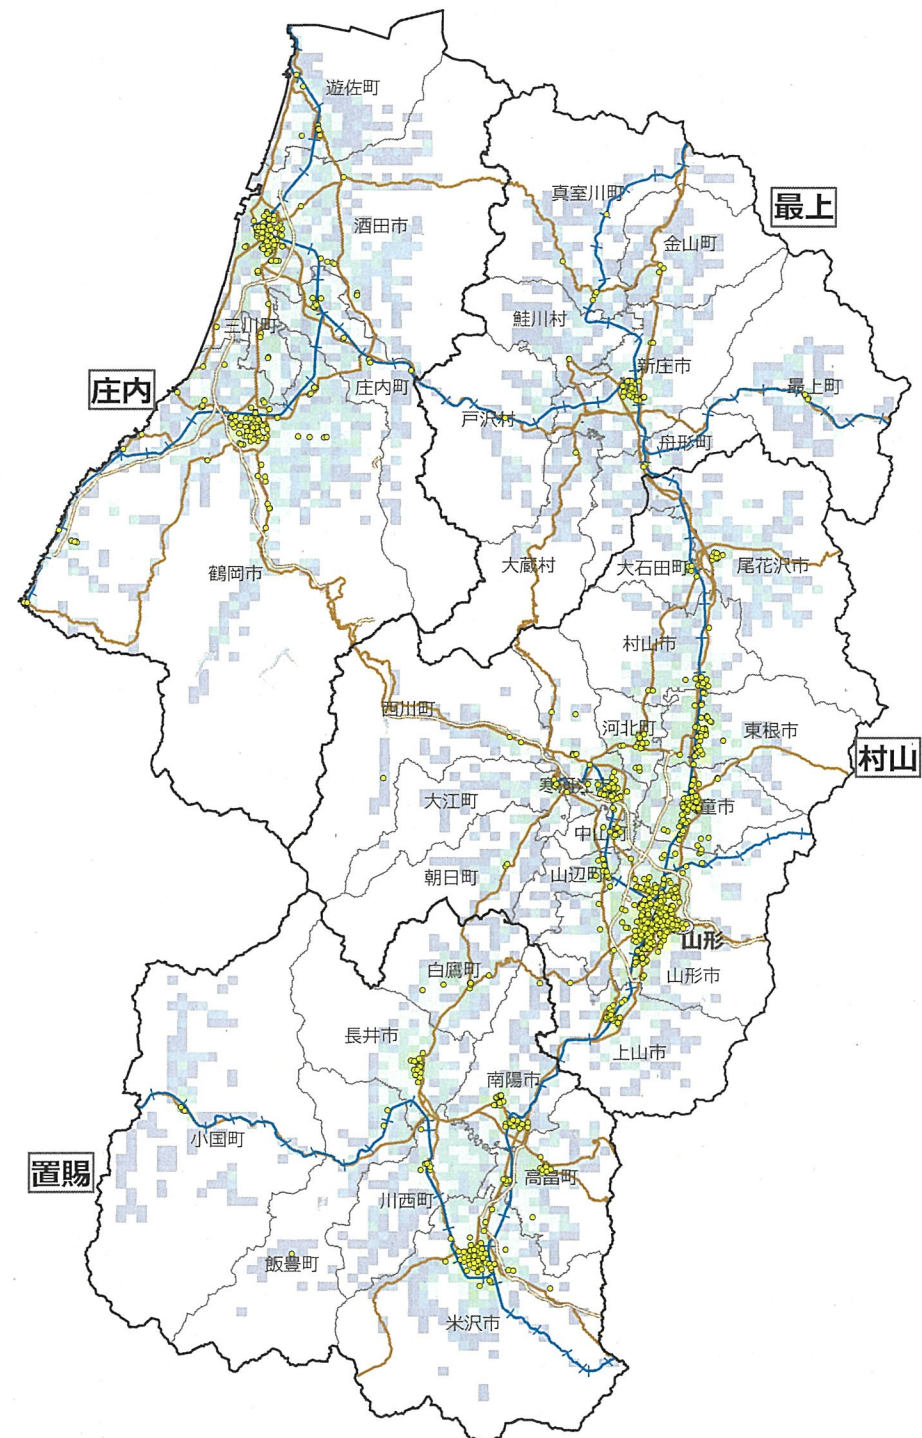 遊佐町
真室川町
最上
酒田市
金山町
鮭川村
三川町
新庄市
庄内
庄内町
最上町
戸沢村
舟形町
大蔵村
大石田町
尾花沢市
鶴岡市
村山市
西川町
河北町
東根市
村山
大江町
童市
中山町
朝日町
山辺町
山形
山形市
白鷹町
長井市
上山市
南陽市
小国町
置賜
高畠町
川西町
飯豊町
米沢市